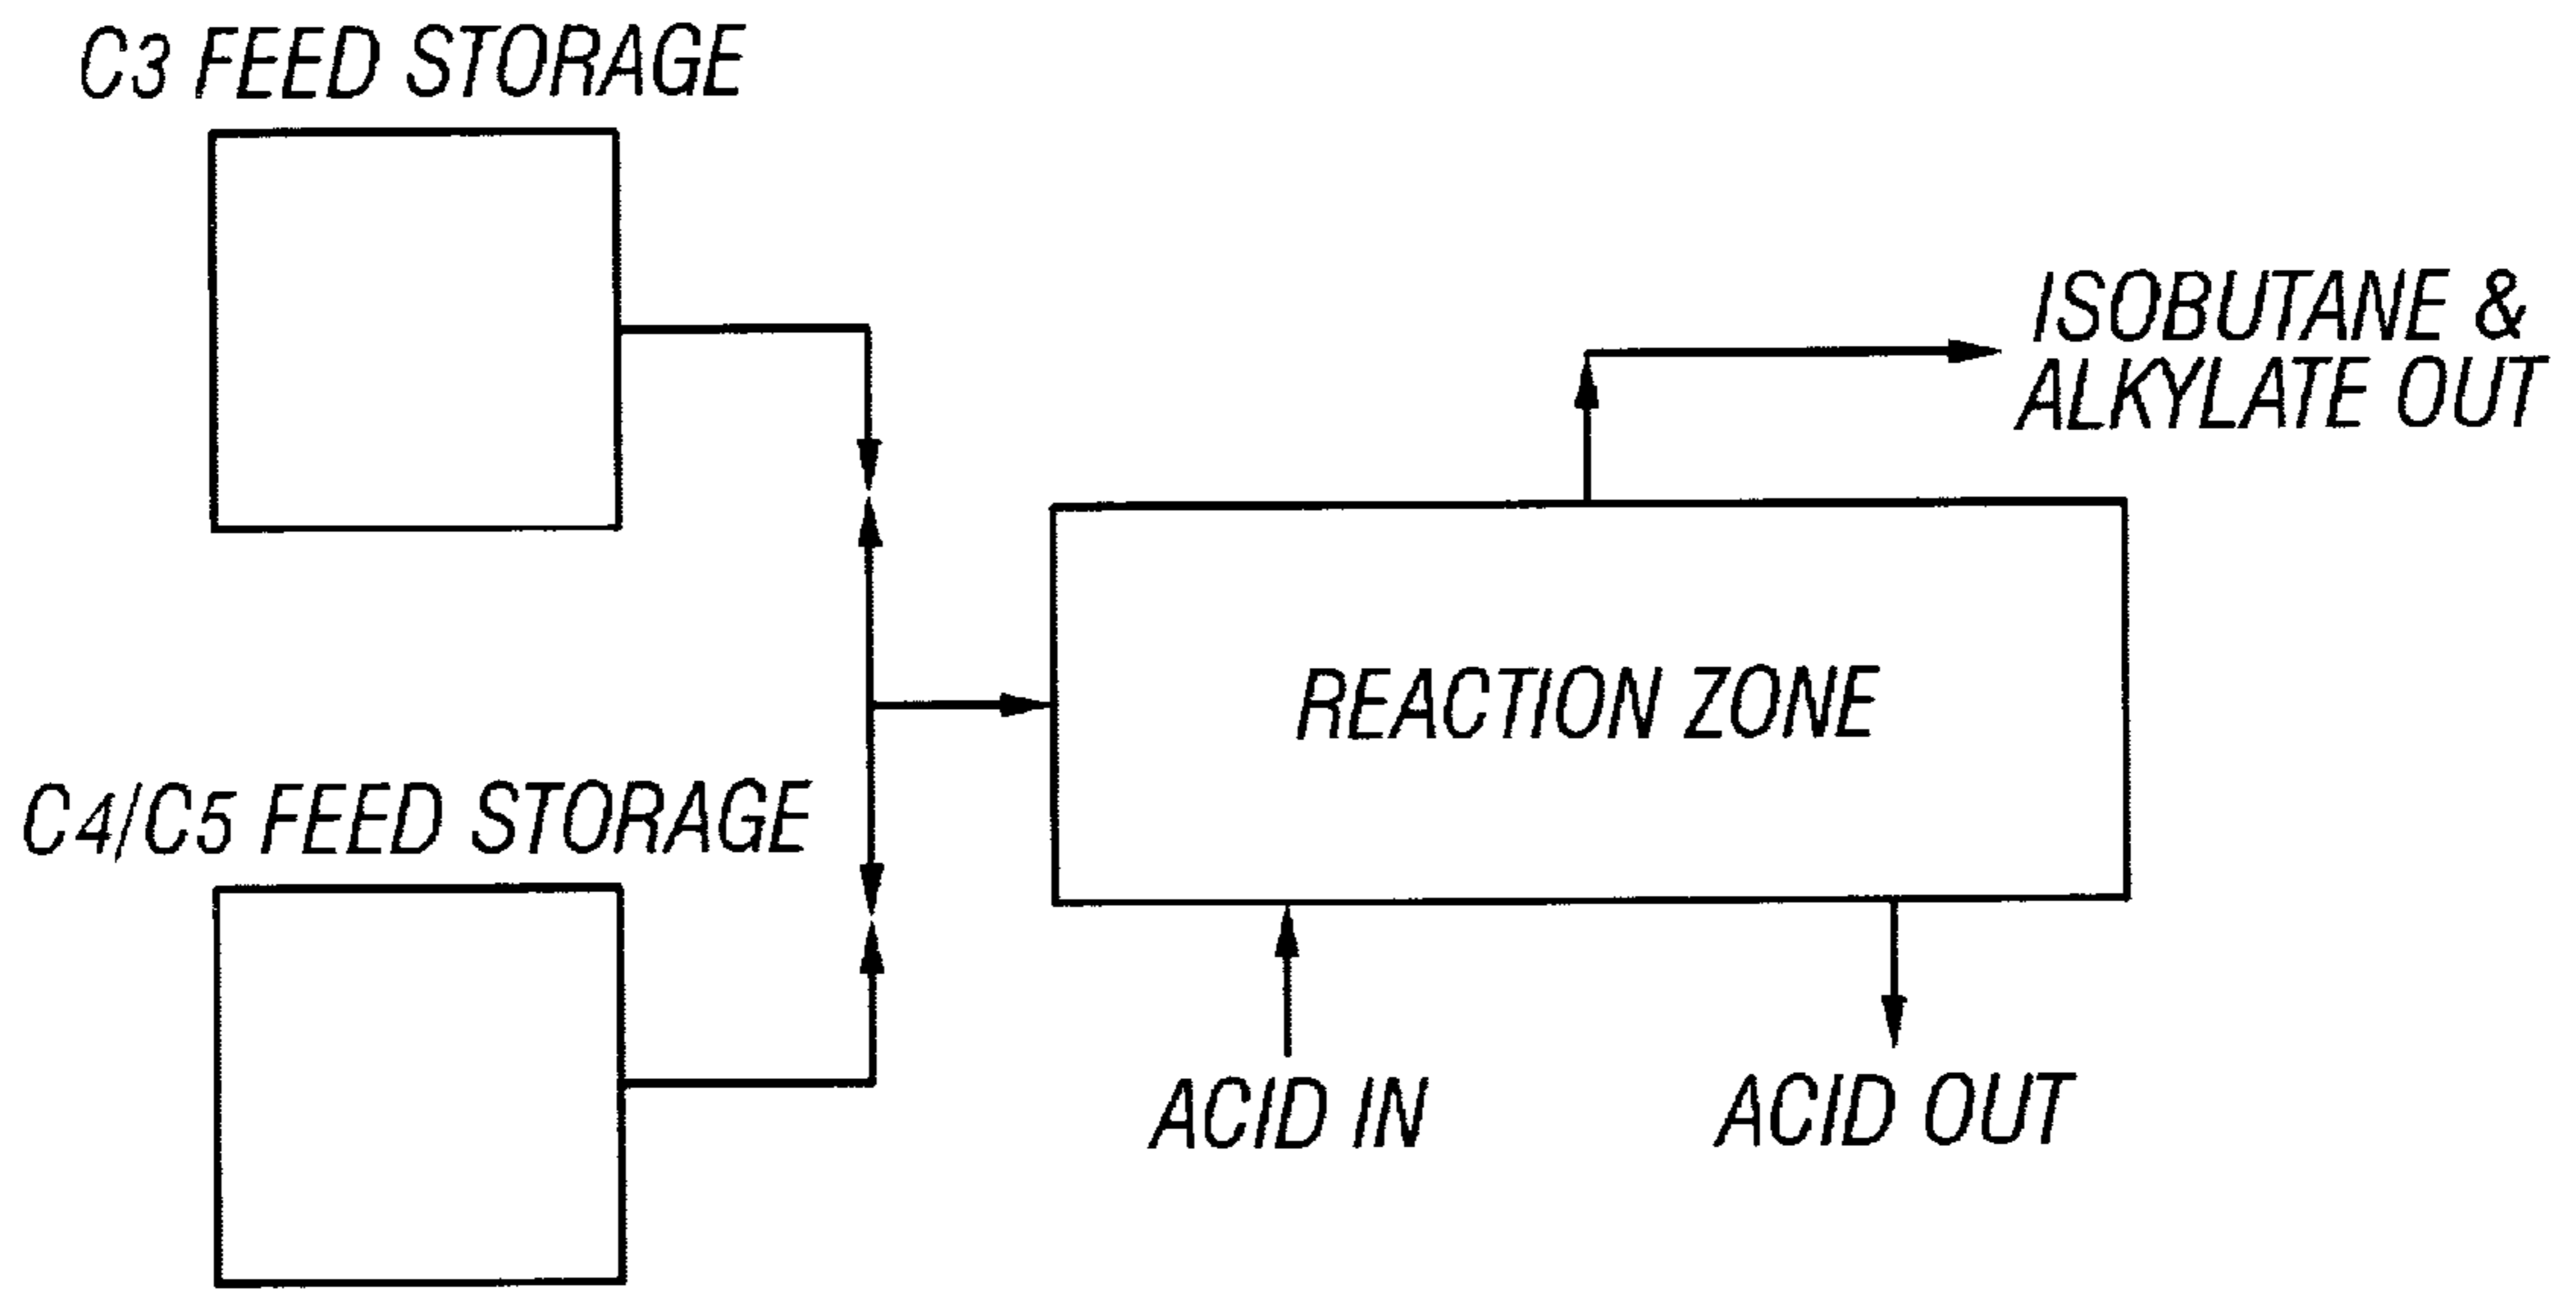 C3 FEED STORAGE
ISOBUTANE &
ALKYLATE OUT
REACTION ZONE
C4/C5 FEED STORAGE
ACID IN
ACID OUT